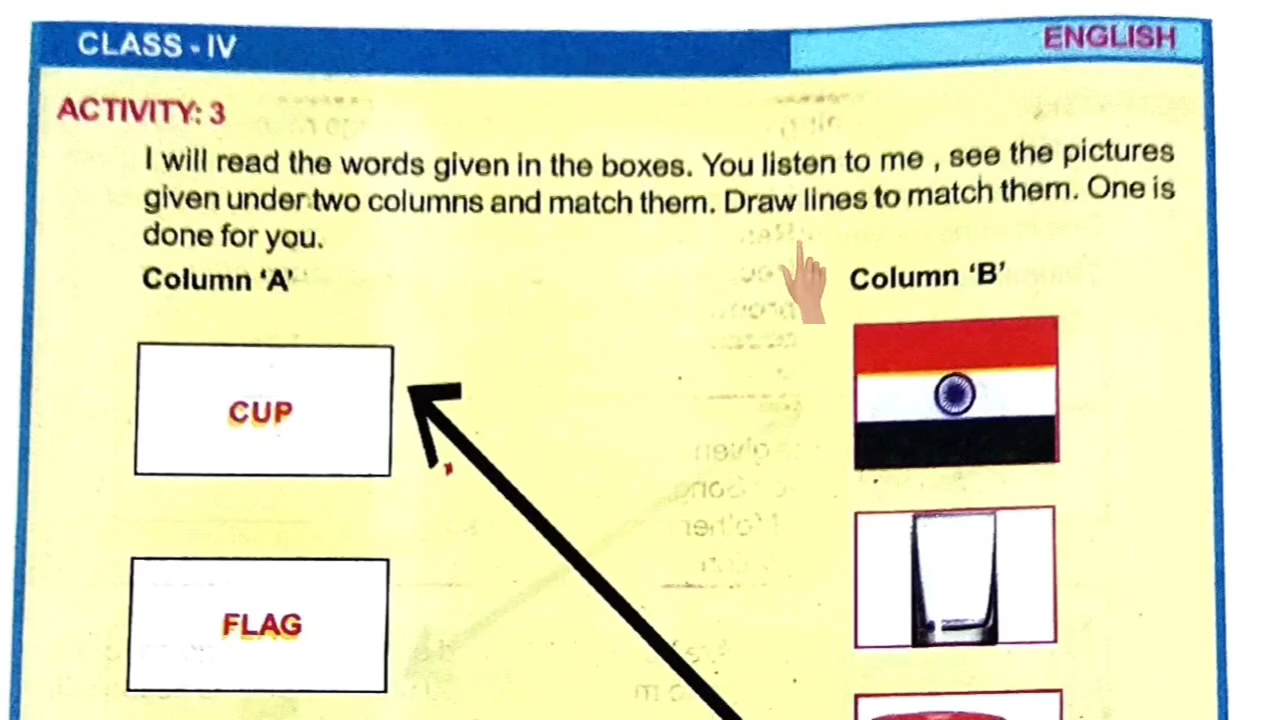 CLASS - IV
ENGLISH
ACTIVITY: 3
I will read the words given in the boxes. You listen to me , see the pictures
given under two columns and match them. Draw lines to match them. One is
done for you.
Column ‘A’
Column ‘B’
CUP
FLAG